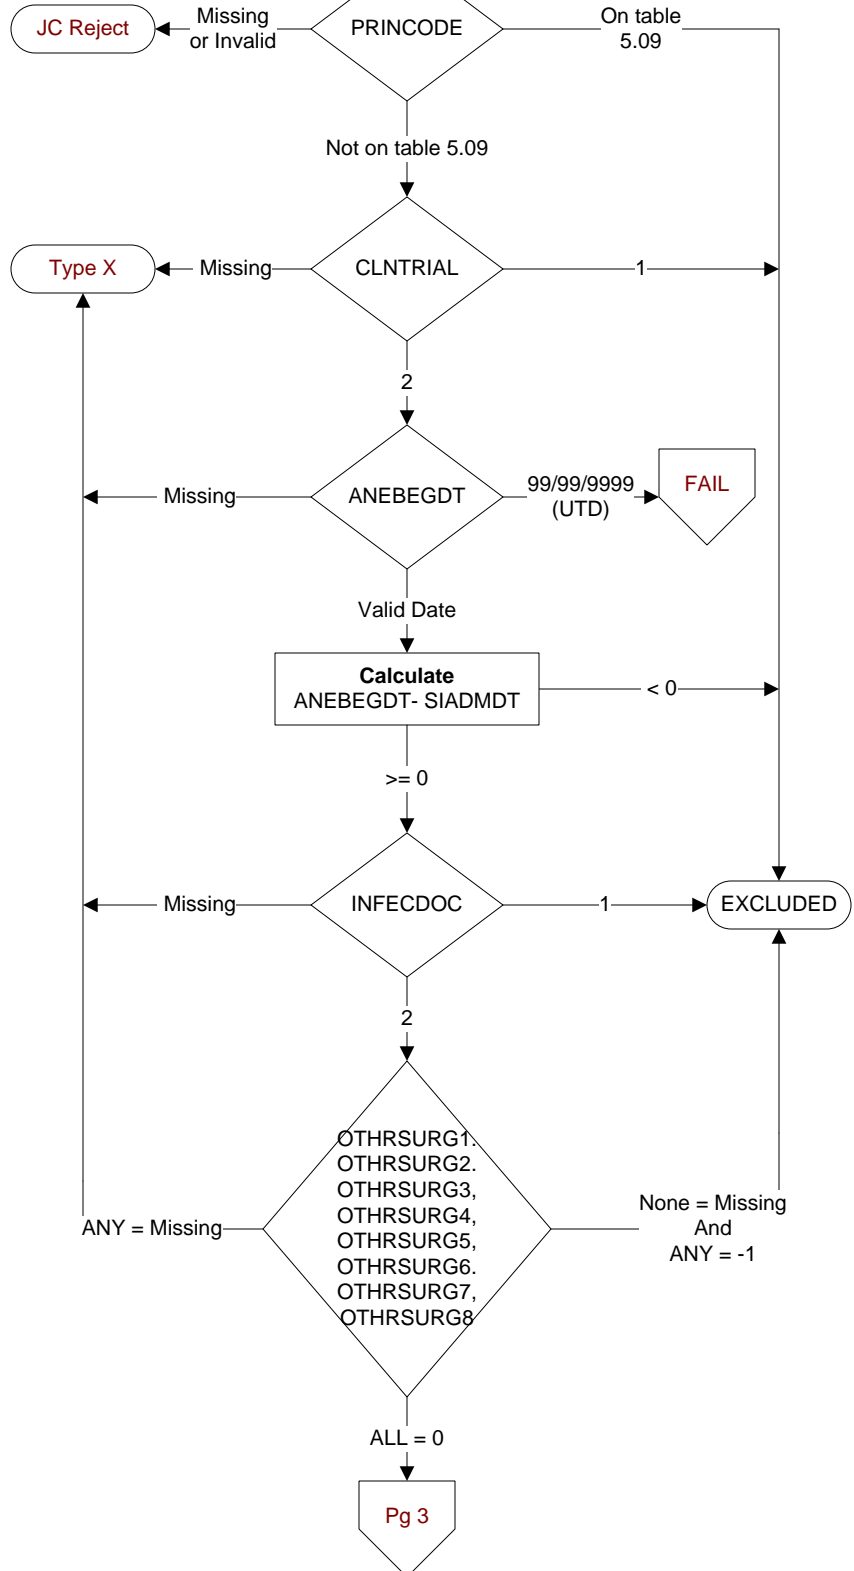 JC Reject
Missing
or Invalid
PRINCODE
On table
5.09
Not on table 5.09
Type X
Missing
CLNTRIAL
1
2
Missing
ANEBEGDT
99/99/9999
(UTD)
FAIL
Valid Date
Calculate
ANEBEGDT- SIADMDT
< 0
>= 0
Missing
INFECDOC
1
EXCLUDED
2
OTHRSURG1.
OTHRSURG2.
OTHRSURG3,
OTHRSURG4,
OTHRSURG5,
OTHRSURG6.
OTHRSURG7,
OTHRSURG8
ANY = Missing
None = Missing
And
ANY = -1
ALL = 0
Pg 3